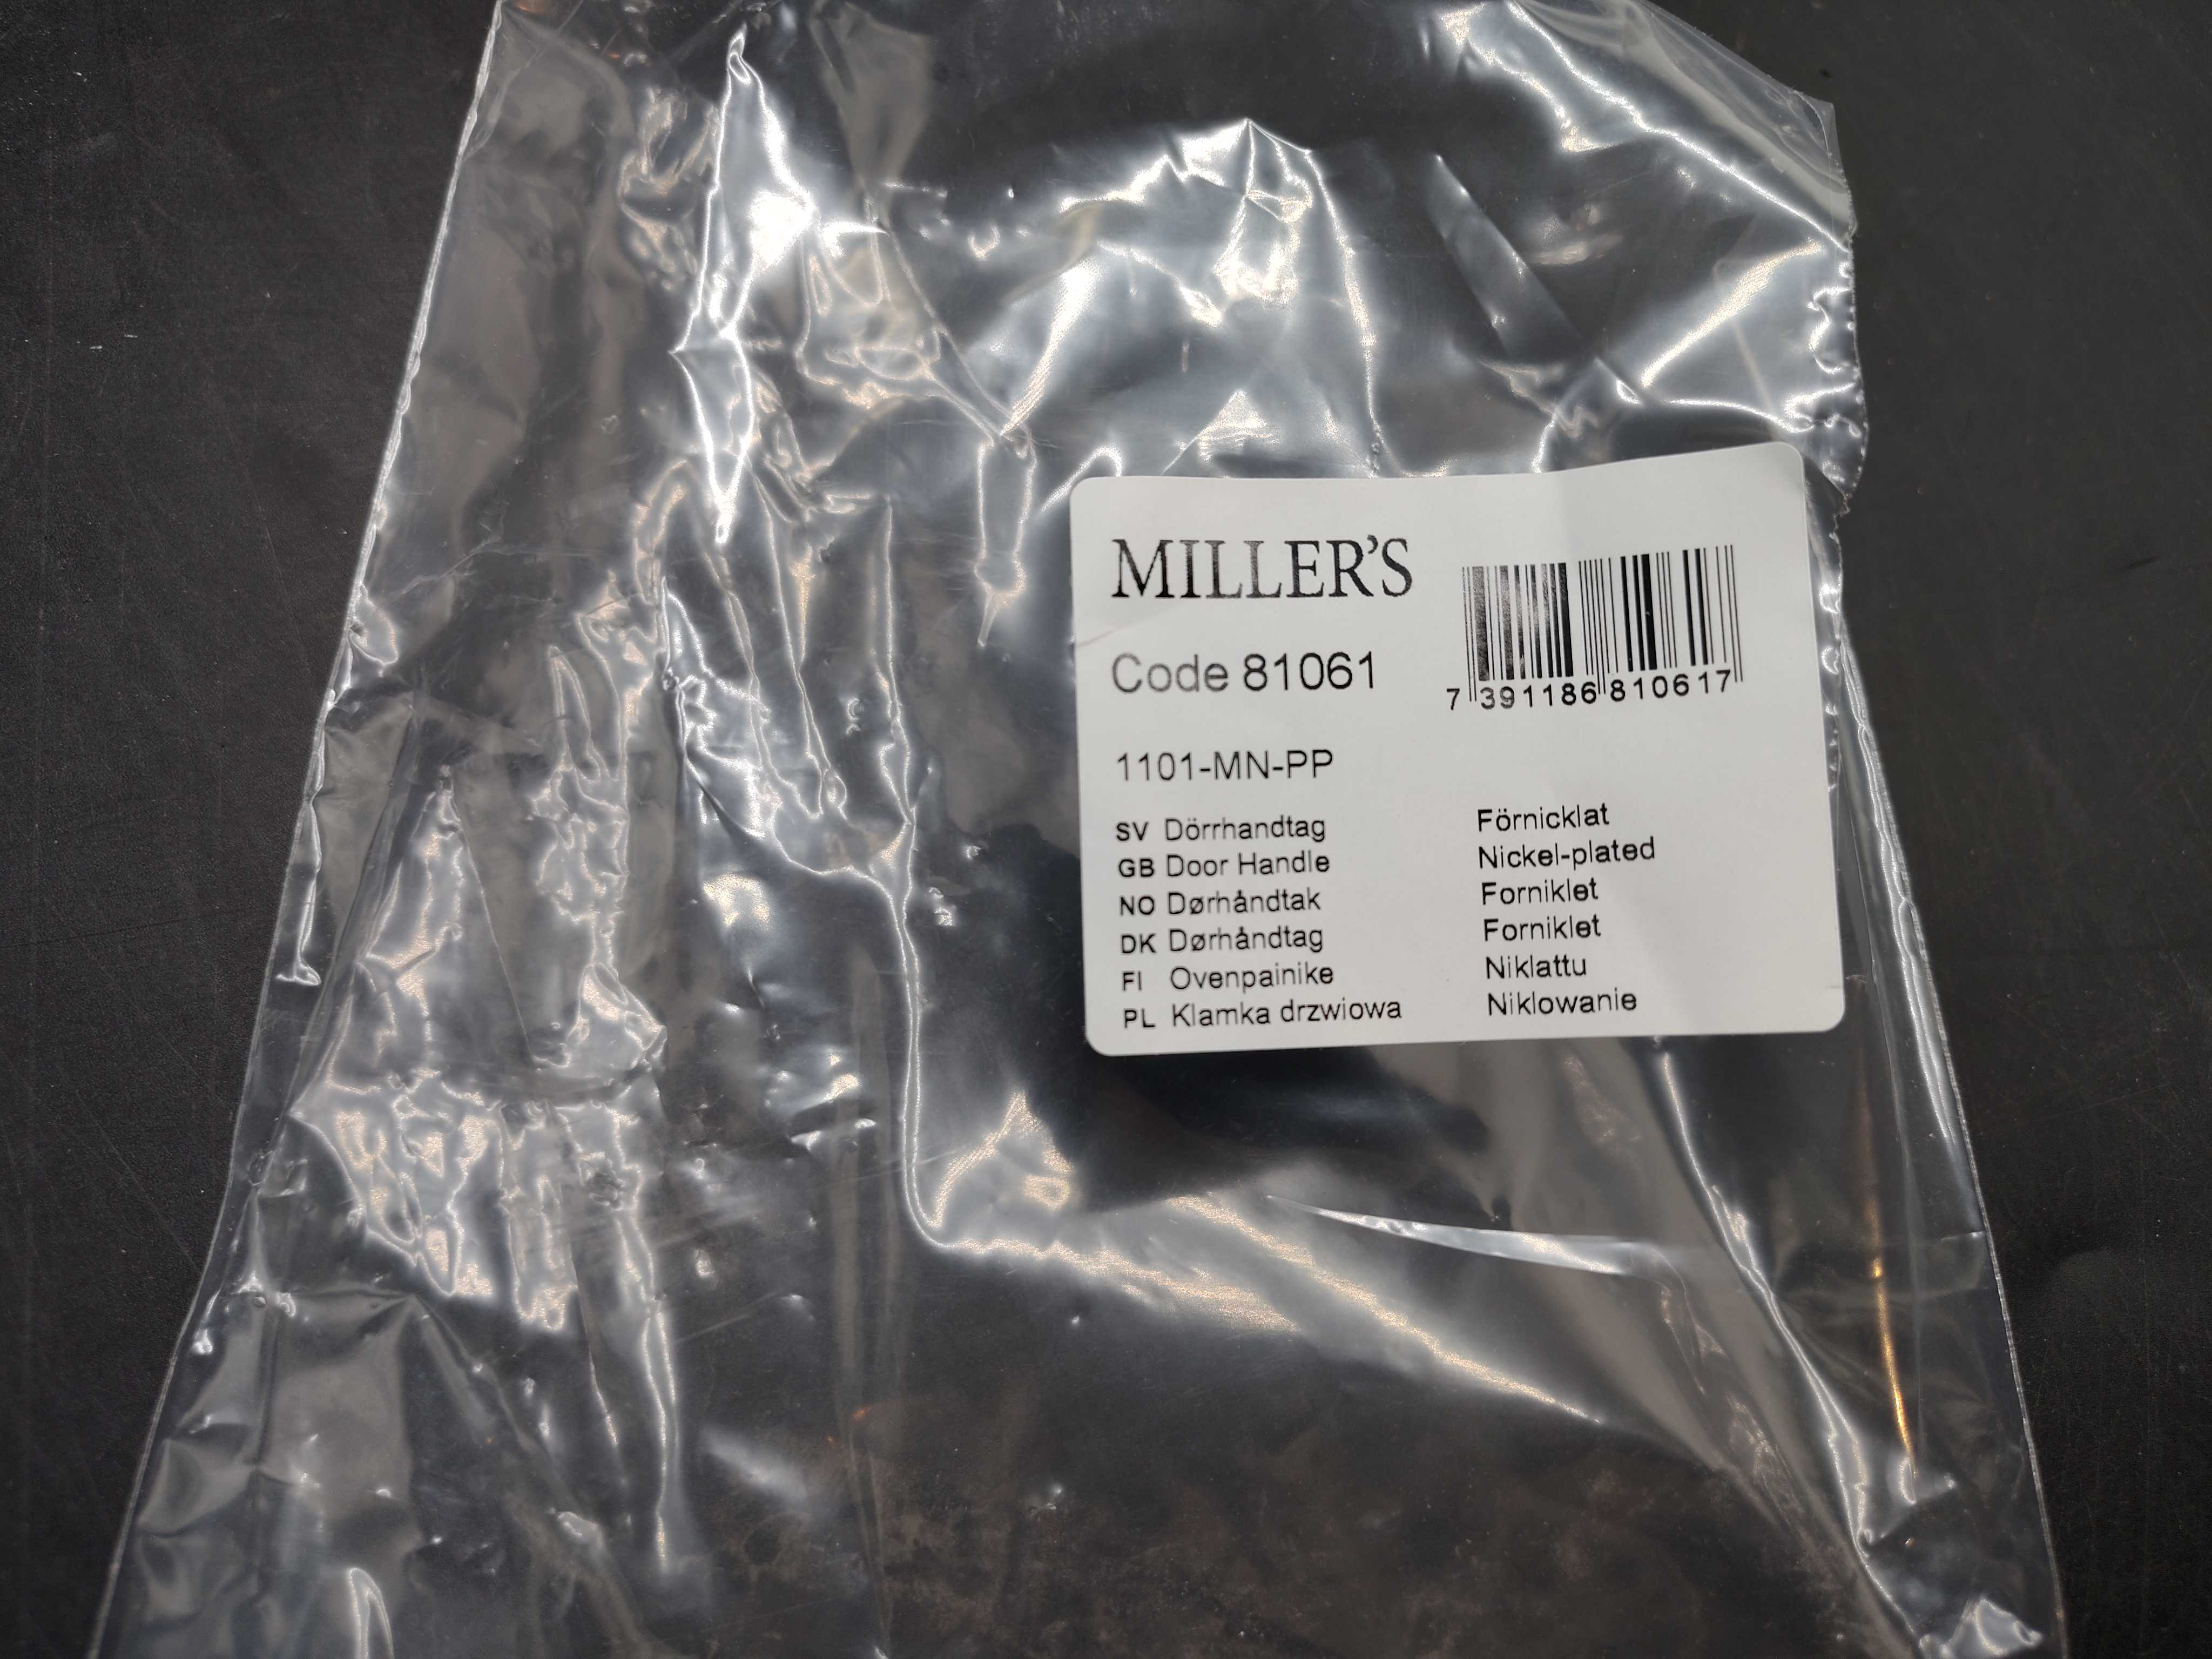 MILLER'S
Code 81061
7 391186 810617
1101-MN-PP
SV Dörrhandtag Förnicklat
GB Door Handle Nickel-plated
NO Dørhåndtak Forniklet
DK Dørhåndtag Forniklet
FI Ovenpainike Niklattu
PL Klamka drzwiowa Niklowanie